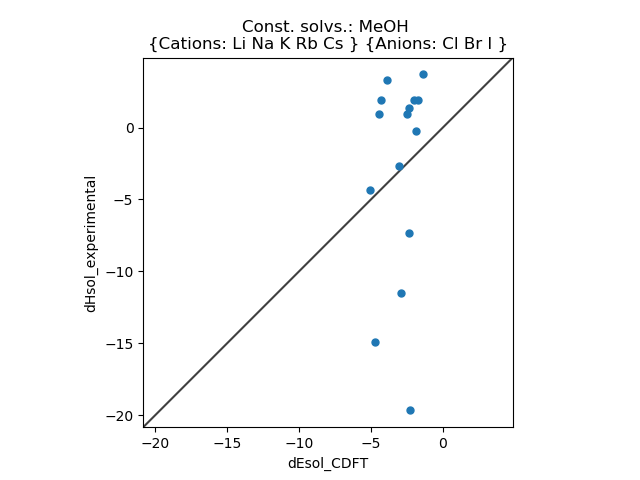 Const. solvs.: MeOH
{Cations: Li Na K Rb Cs } {Anions: Cl Br I }
0
−5
−10
−15
−20
dHsol_experimental
−20 −15 −10 −5 0
dEsol_CDFT